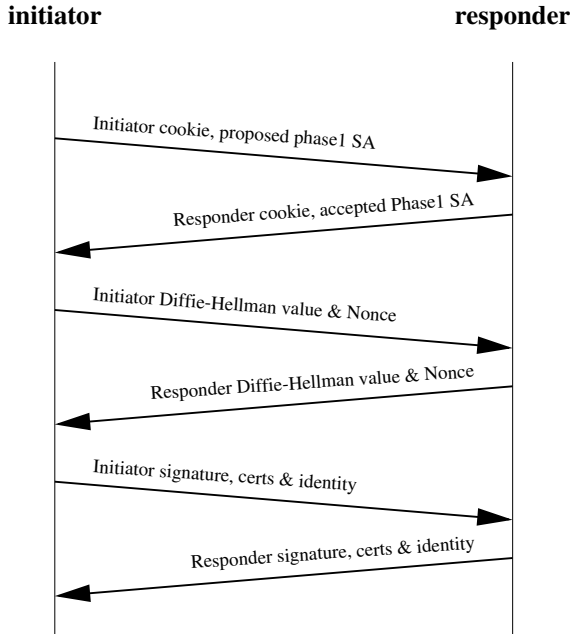 initiator
responder
Initiator cookie, proposed phase1 SA
Responder cookie, accepted Phase1 SA
Initiator Diffie-Hellman value & Nonce
Responder Diffie-Hellman value & Nonce
Initiator signature, certs & identity
Responder signature, certs & identity